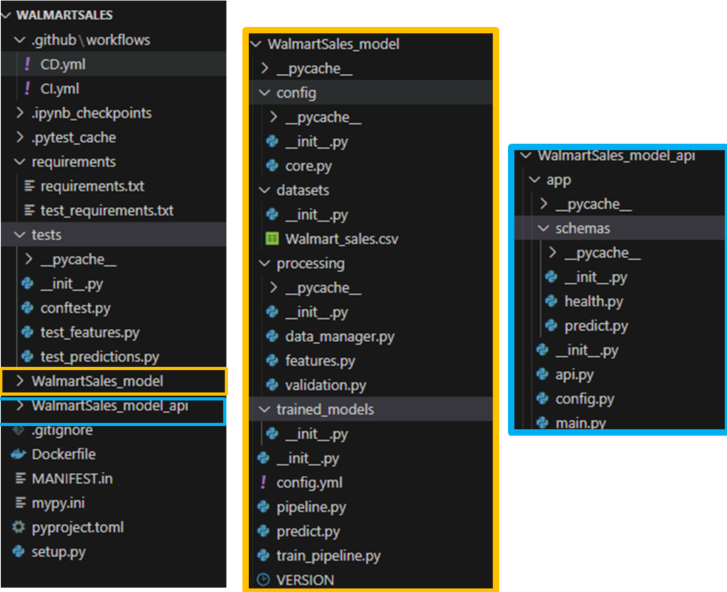 WALMARTSALES
.github\workflows
CD.yml
CI.yml
.ipynb_checkpoints
.pytest_cache
requirements
requirements.txt
test_requirements.txt
tests
__pycache__
__init__.py
conftest.py
test_features.py
test_predictions.py
WalmartSales_model
WalmartSales_model_api
.gitignore
Dockerfile
MANIFEST.in
mypy.ini
pyproject.toml
setup.py
WalmartSales_model
__pycache__
config
__pycache__
__init__.py
core.py
datasets
__init__.py
Walmart_sales.csv
processing
__pycache__
__init__.py
data_manager.py
features.py
validation.py
trained_models
__init__.py
__init__.py
config.yml
pipeline.py
predict.py
train_pipeline.py
VERSION
WalmartSales_model_api
app
__pycache__
schemas
__pycache__
__init__.py
health.py
predict.py
__init__.py
api.py
config.py
main.py